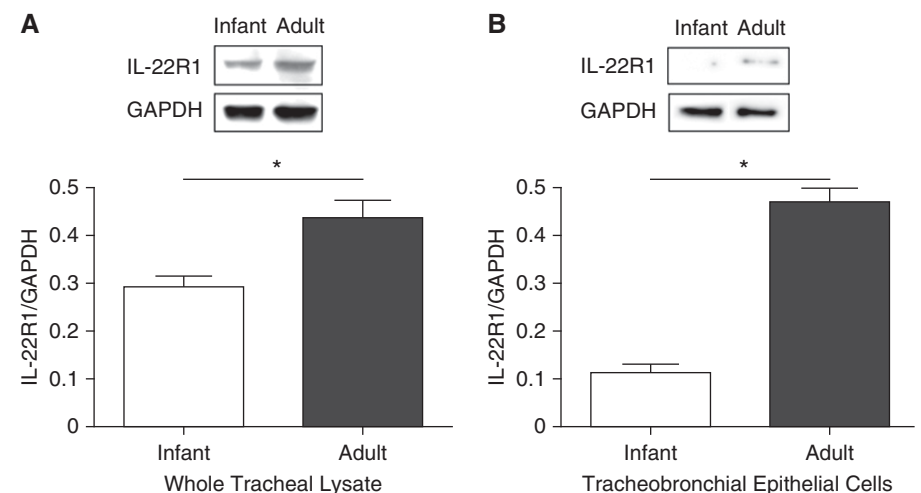 A
Infant Adult
IL-22R1
GAPDH
*
0.5
0.4
0.3
0.2
0.1
0
IL-22R1/GAPDH
Infant Adult
Whole Tracheal Lysate
B
Infant Adult
IL-22R1
GAPDH
*
0.5
0.4
0.3
0.2
0.1
0
IL-22R1/GAPDH
Infant Adult
Tracheobronchial Epithelial Cells